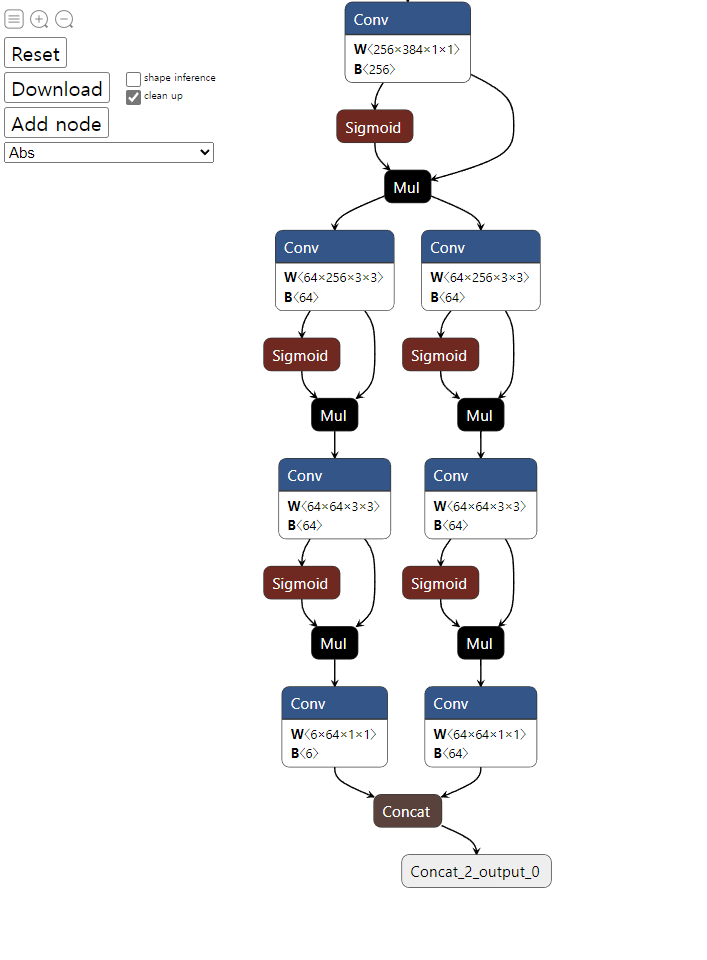 Reset
Download
shape inference
clean up
Add node
Abs
Conv
W⟨256×384×1×1⟩
B⟨256⟩
Sigmoid
Mul
Conv
W⟨64×256×3×3⟩
B⟨64⟩
Conv
W⟨64×256×3×3⟩
B⟨64⟩
Sigmoid
Sigmoid
Mul
Mul
Conv
W⟨64×64×3×3⟩
B⟨64⟩
Conv
W⟨64×64×3×3⟩
B⟨64⟩
Sigmoid
Sigmoid
Mul
Mul
Conv
W⟨6×64×1×1⟩
B⟨6⟩
Conv
W⟨64×64×1×1⟩
B⟨64⟩
Concat
Concat_2_output_0